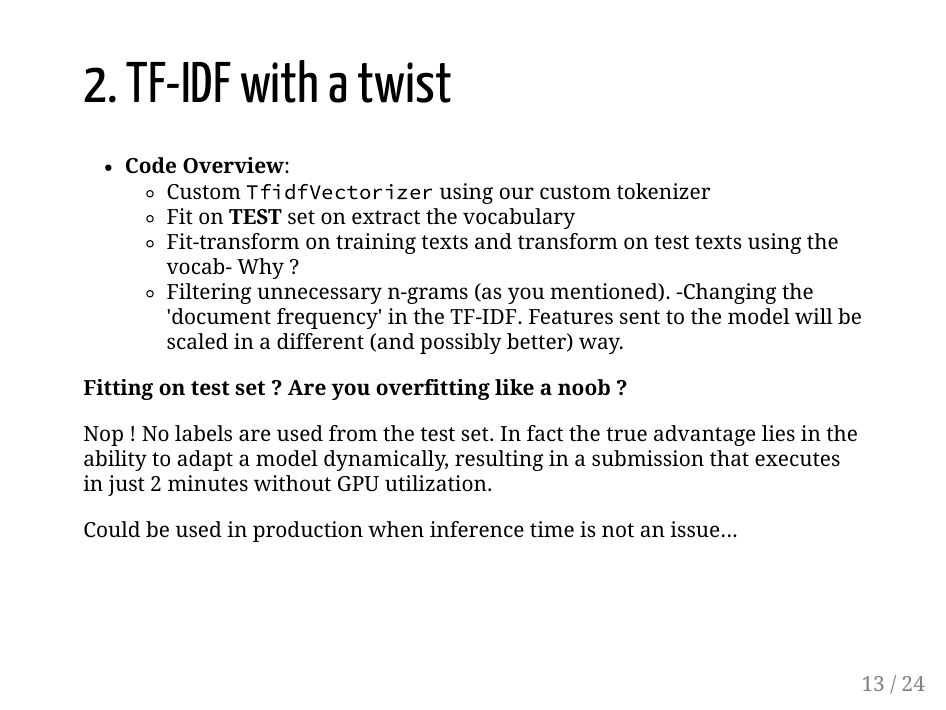 2. TF-IDF with a twist
• Code Overview:
◦ Custom TfidfVectorizer using our custom tokenizer
◦ Fit on TEST set on extract the vocabulary
◦ Fit-transform on training texts and transform on test texts using the
vocab- Why ?
◦ Filtering unnecessary n-grams (as you mentioned). -Changing the
'document frequency' in the TF-IDF. Features sent to the model will be
scaled in a different (and possibly better) way.
Fitting on test set ? Are you overfitting like a noob ?
Nop ! No labels are used from the test set. In fact the true advantage lies in the
ability to adapt a model dynamically, resulting in a submission that executes
in just 2 minutes without GPU utilization.
Could be used in production when inference time is not an issue...
13 / 24